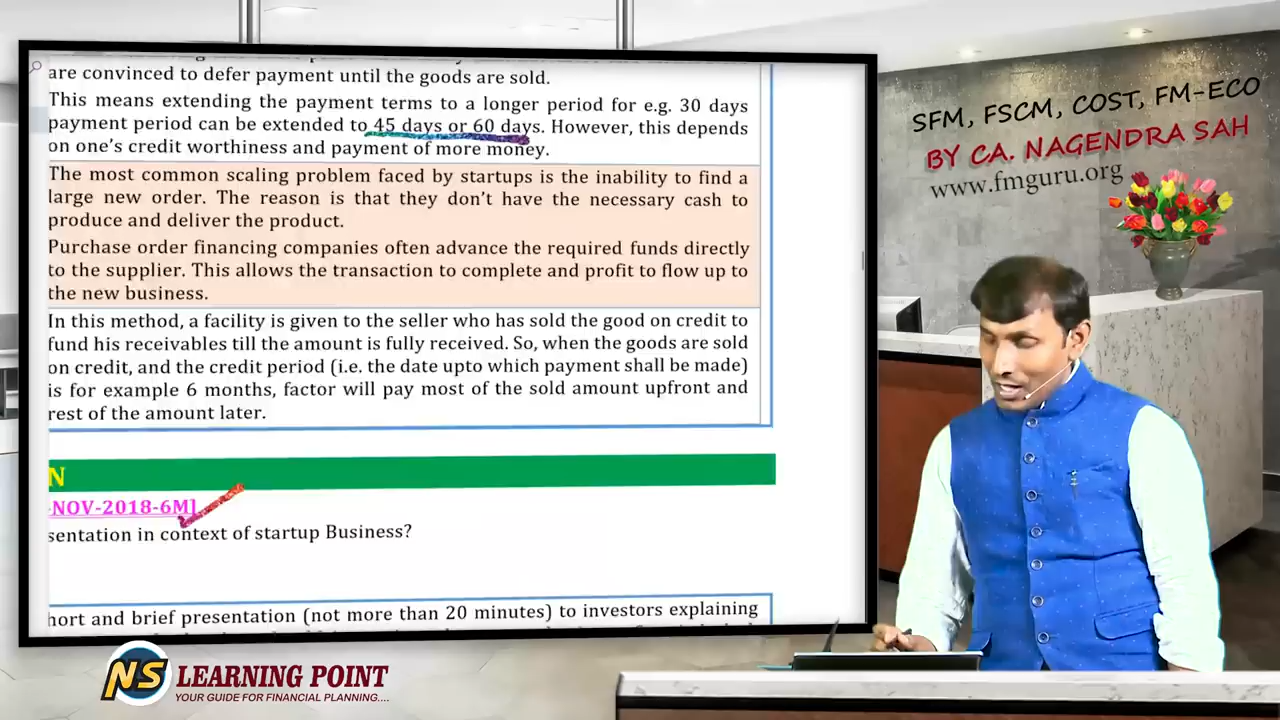 are convinced to defer payment until the goods are sold.
This means extending the payment terms to a longer period for e.g. 30 days
payment period can be extended to 45 days or 60 days. However, this depends
on one's credit worthiness and payment of more money.
The most common scaling problem faced by startups is the inability to find a
large new order. The reason is that they don't have the necessary cash to
produce and deliver the product.
Purchase order financing companies often advance the required funds directly
to the supplier. This allows the transaction to complete and profit to flow up to
the new business.
In this method, a facility is given to the seller who has sold the good on credit to
fund his receivables till the amount is fully received. So, when the goods are sold
on credit, and the credit period (i.e. the date upto which payment shall be made)
is for example 6 months, factor will pay most of the sold amount upfront and
rest of the amount later.
N
-NOV-2018-6M]
sentation in context of startup Business?
hort and brief presentation (not more than 20 minutes) to investors explaining
SFM, FSCM, COST, FM-ECO
BY CA. NAGENDRA SAH
www.fmguru.org
NS LEARNING POINT
YOUR GUIDE FOR FINANCIAL PLANNING....